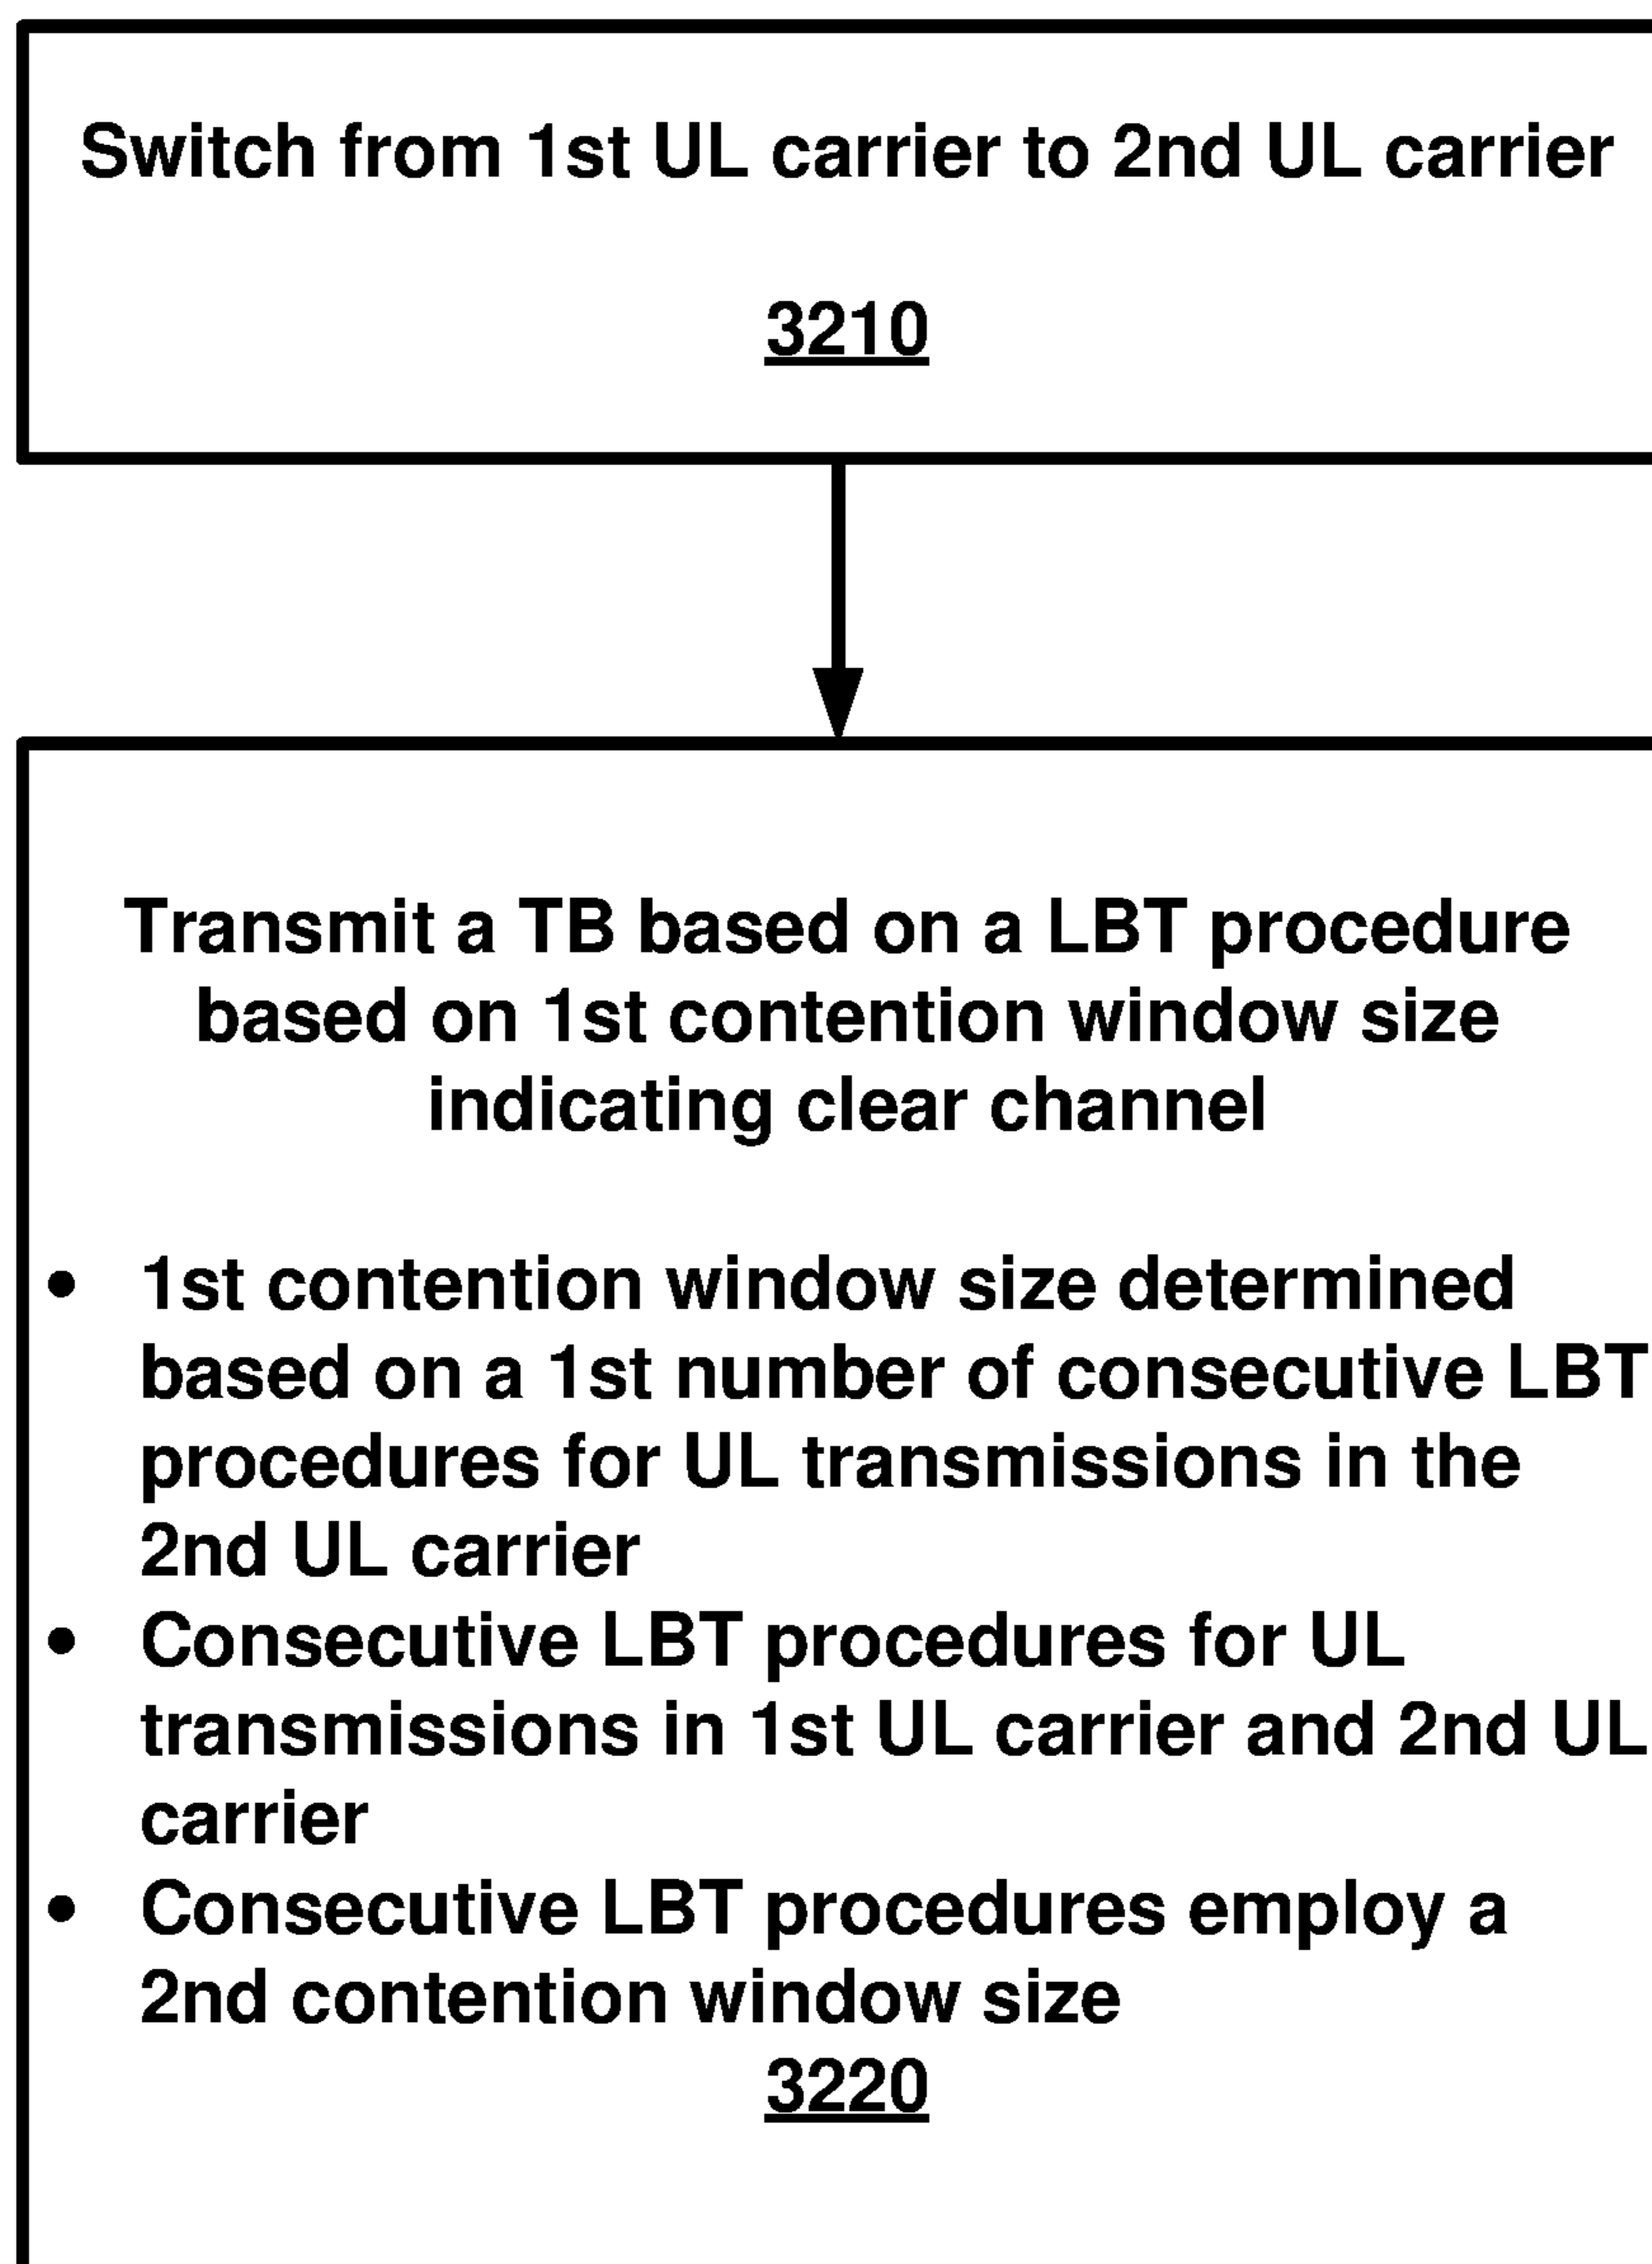 Switch from 1st UL carrier to 2nd UL carrier
3210
Transmit a TB based on a LBT procedure
based on 1st contention window size
indicating clear channel
• 1st contention window size determined
based on a 1st number of consecutive LBT
procedures for UL transmissions in the
2nd UL carrier
• Consecutive LBT procedures for UL
transmissions in 1st UL carrier and 2nd UL
carrier
• Consecutive LBT procedures employ a
2nd contention window size
3220